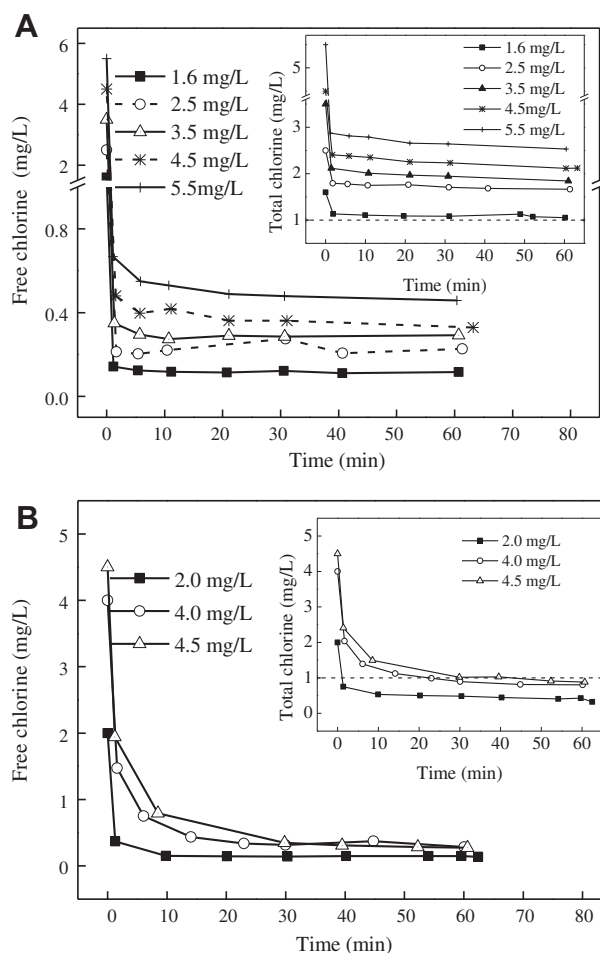 A
6
4
2
0.8
0.4
0.0
Free chlorine (mg/L)
1.6 mg/L
2.5 mg/L
3.5 mg/L
4.5 mg/L
5.5mg/L
0 10 20 30 40 50 60 70 80
Time (min)
5
3
2
1
Total chlorine (mg/L)
1.6 mg/L
2.5 mg/L
3.5 mg/L
4.5mg/L
5.5 mg/L
0 10 20 30 40 50 60
Time (min)
B
5
4
3
2
1
0
Free chlorine (mg/L)
2.0 mg/L
4.0 mg/L
4.5 mg/L
0 10 20 30 40 50 60 70 80
Time (min)
5
4
3
2
1
0
Total chlorine (mg/L)
2.0 mg/L
4.0 mg/L
4.5 mg/L
0 10 20 30 40 50 60
Time (min)